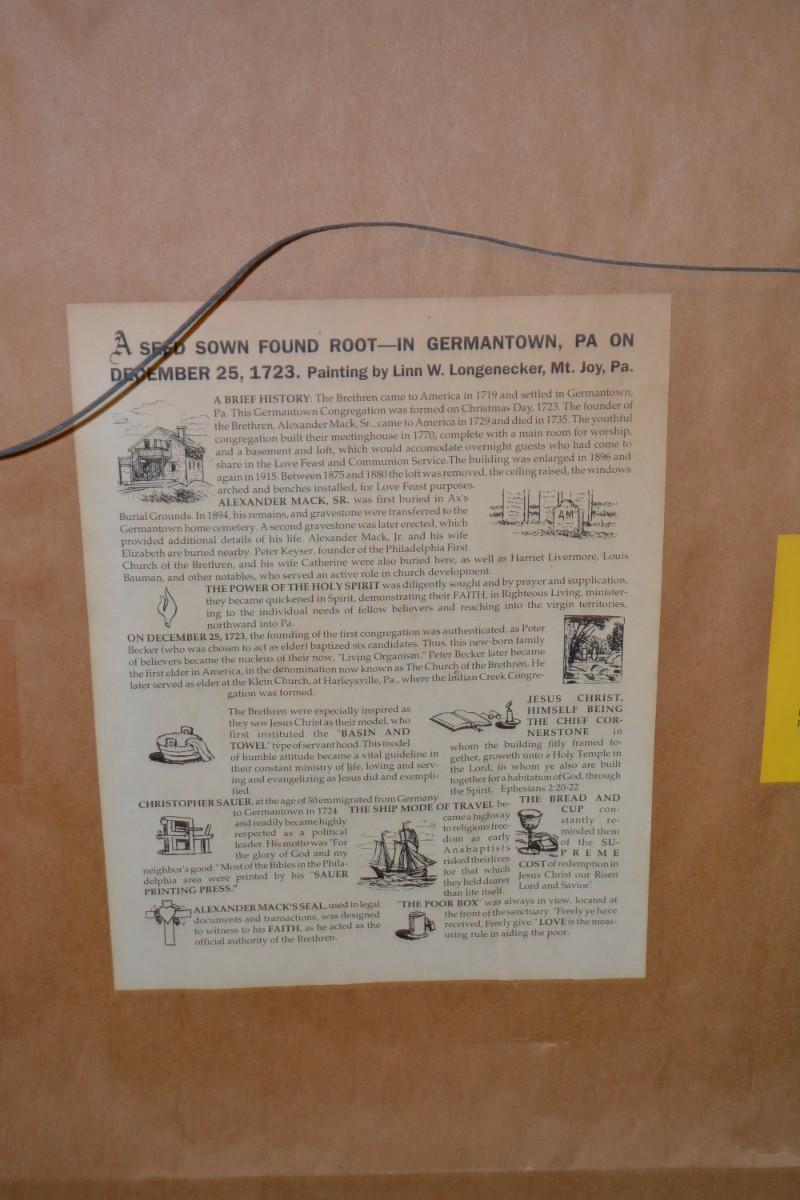 A SEED SOWN FOUND ROOT—IN GERMANTOWN, PA ON
DECEMBER 25, 1723. Painting by Linn W. Longenecker, Mt. Joy, Pa.
A BRIEF HISTORY: The Brethren came to America in 1719 and settled in Germantown,
Pa. This Germantown Congregation was formed on Christmas Day, 1723. The founder of
the Brethren, Alexander Mack, Sr., came to America in 1729 and died in 1735. The youthful
congregation built their meetinghouse in 1770, complete with a main room for worship,
and a basement and loft, which would accomodate overnight guests who had come to
share in the Love Feast and Communion Service. The building was enlarged in 1896 and
again in 1915. Between 1875 and 1880 the loft was removed, the ceiling raised, the windows
arched and benches installed, for Love Feast purposes.
ALEXANDER MACK, SR. was first buried in Ax's
Burial Grounds. In 1894, his remains, and gravestone were transferred to the
Germantown home cemetery. A second gravestone was later erected, which
provided additional details of his life. Alexander Mack, Jr. and his wife
Elizabeth are buried nearby. Peter Keyser, founder of the Philadelphia First
Church of the Brethren, and his wife Catherine were also buried here, as well as Harriet Livermore, Louis
Bauman, and other notables, who served an active role in church development.
AM
THE POWER OF THE HOLY SPIRIT was diligently sought and by prayer and supplication,
they became quickened in Spirit, demonstrating their FAITH, in Righteous Living, minister-
ing to the individual needs of fellow believers and reaching into the virgin territories,
northward into Pa.
ON DECEMBER 25, 1723, the founding of the first congregation was authenticated, as Peter
Becker (who was chosen to act as elder) baptized six candidates. Thus, this new-born family
of believers became the nucleus of their now, "Living Organism." Peter Becker later became
the first elder in America, in the denomination now known as The Church of the Brethren, He
later served as elder at the Klein Church, at Harleysville, Pa., where the Indian Creek Congre-
gation was formed.
The Brethren were especially inspired as
they saw Jesus Christ as their model, who
first instituted the "BASIN AND
TOWEL" type of servant hood. This model
of humble attitude became a vital guideline in
their constant ministry of life, loving and serv-
ing and evangelizing as Jesus did and exempli-
fied.
JESUS CHRIST,
HIMSELF BEING
THE CHIEF COR-
NERSTONE in
whom the building fitly framed to-
gether, groweth unto a Holy Temple in
the Lord; in whom ye also are built
together for a habitation of God, through
the Spirit. Ephesians 2:20-22
CHRISTOPHER SAUER, at the age of 30 emmigrated from Germany
to Germantown in 1724
and readily became highly
respected as a political
leader. His motto was "For
the glory of God and my
neighbor's good." Most of the Bibles in the Phila-
delphia area were printed by his "SAUER
PRINTING PRESS."
THE SHIP MODE OF TRAVEL be-
came a highway
to religious free-
dom as early
Anabaptists
risked their lives
for that which
they held dearer
than life itself.
THE BREAD AND
CUP con-
stantly re-
minded them
of the SU-
PREME
COST of redemption in
Jesus Christ our Risen
Lord and Savior.
ALEXANDER MACK'S SEAL, used in legal
documents and transactions, was designed
to witness to his FAITH, as he acted as the
official authority of the Brethren.
"THE POOR BOX" was always in view, located at
the front of the sanctuary. "Freely ye have
received, Freely give." LOVE is the meas-
uring rule in aiding the poor.